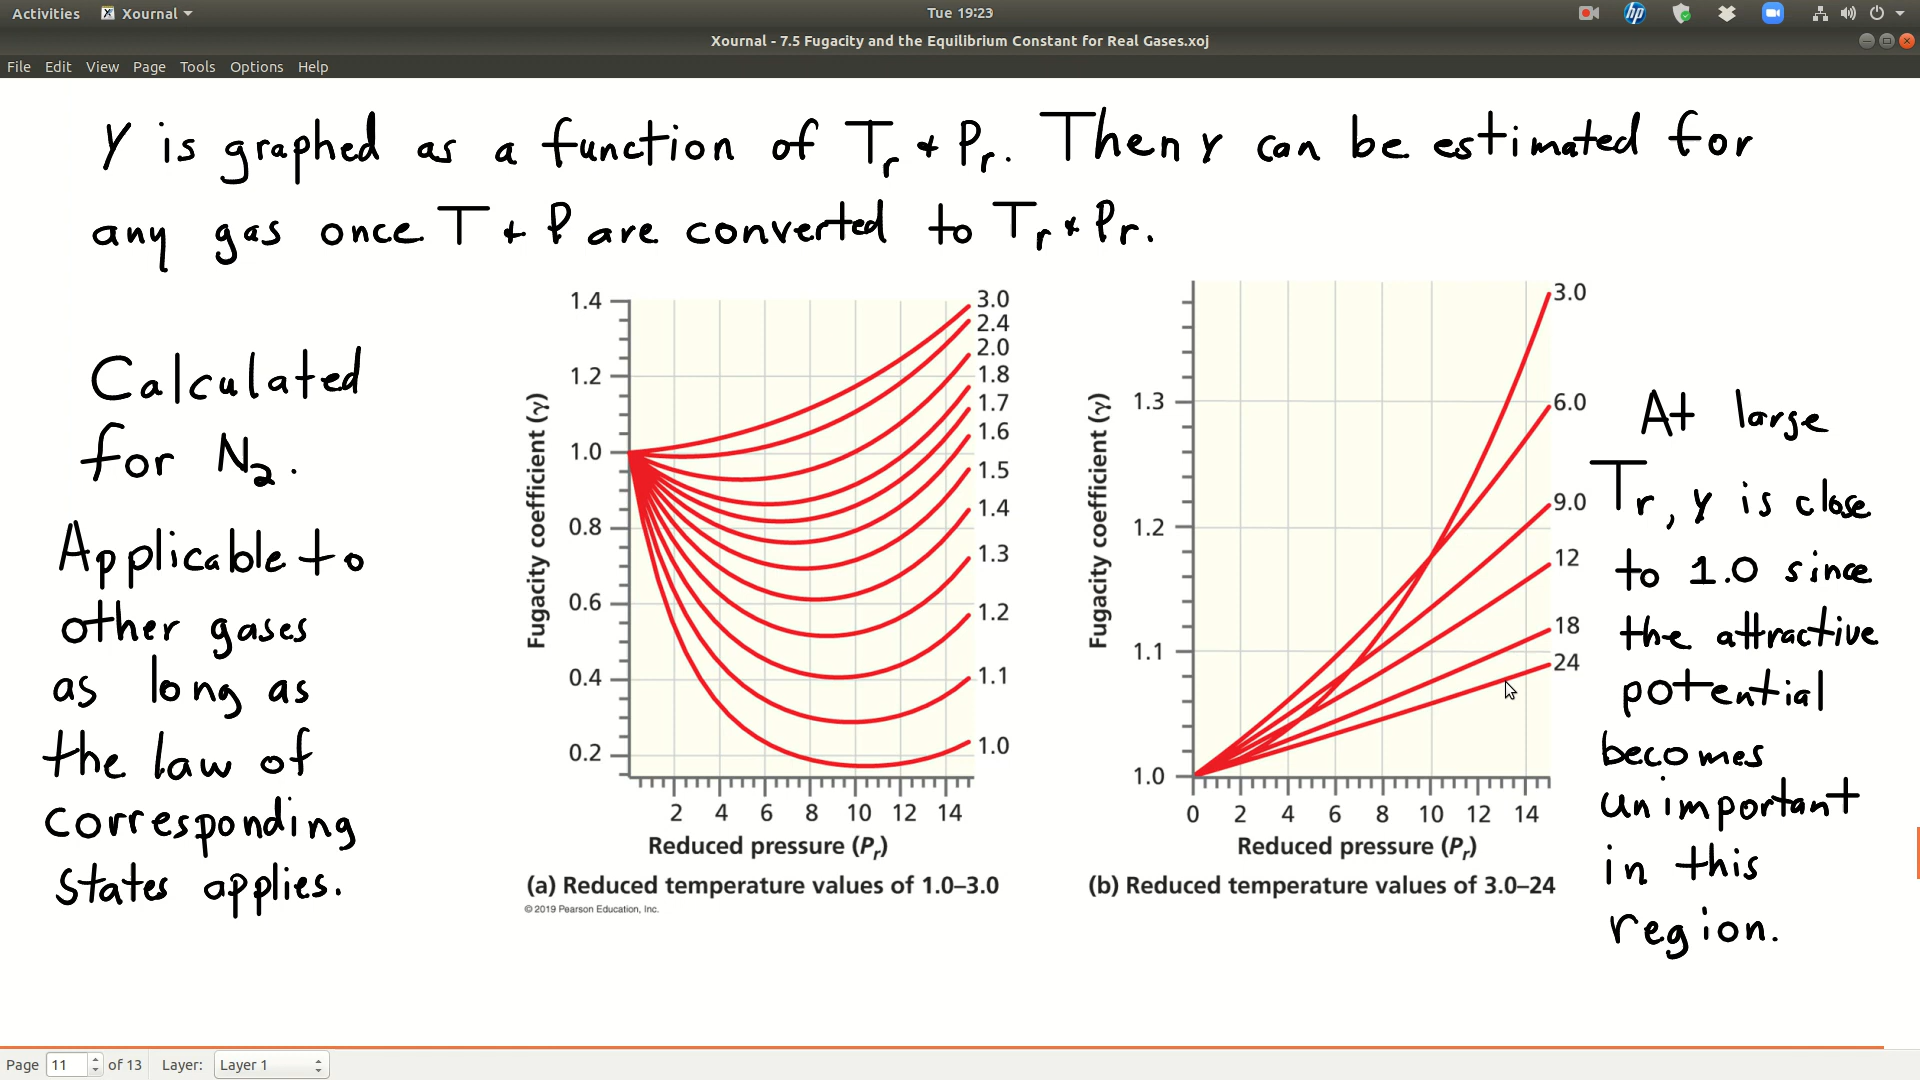 Activities Xournal Tue 19:23
Xournal - 7.5 Fugacity and the Equilibrium Constant for Real Gases.xoj
File Edit View Page Tools Options Help
γ is graphed as a function of Tr + Pr. Then γ can be estimated for
any gas once T + P are converted to Tr + Pr.
Calculated
for N2.
Applicable to
other gases
as long as
the law of
corresponding
states applies.
Fugacity coefficient (γ)
1.4
1.2
1.0
0.8
0.6
0.4
0.2
3.0
2.4
2.0
1.8
1.7
1.6
1.5
1.4
1.3
1.2
1.1
1.0
2 4 6 8 10 12 14
Reduced pressure (Pr)
(a) Reduced temperature values of 1.0–3.0
© 2019 Pearson Education, Inc.
Fugacity coefficient (γ)
1.3
1.2
1.1
1.0
3.0
6.0
9.0
12
18
24
0 2 4 6 8 10 12 14
Reduced pressure (Pr)
(b) Reduced temperature values of 3.0–24
At large
Tr, γ is close
to 1.0 since
the attractive
potential
becomes
unimportant
in this
region.
Page 11 of 13 Layer: Layer 1